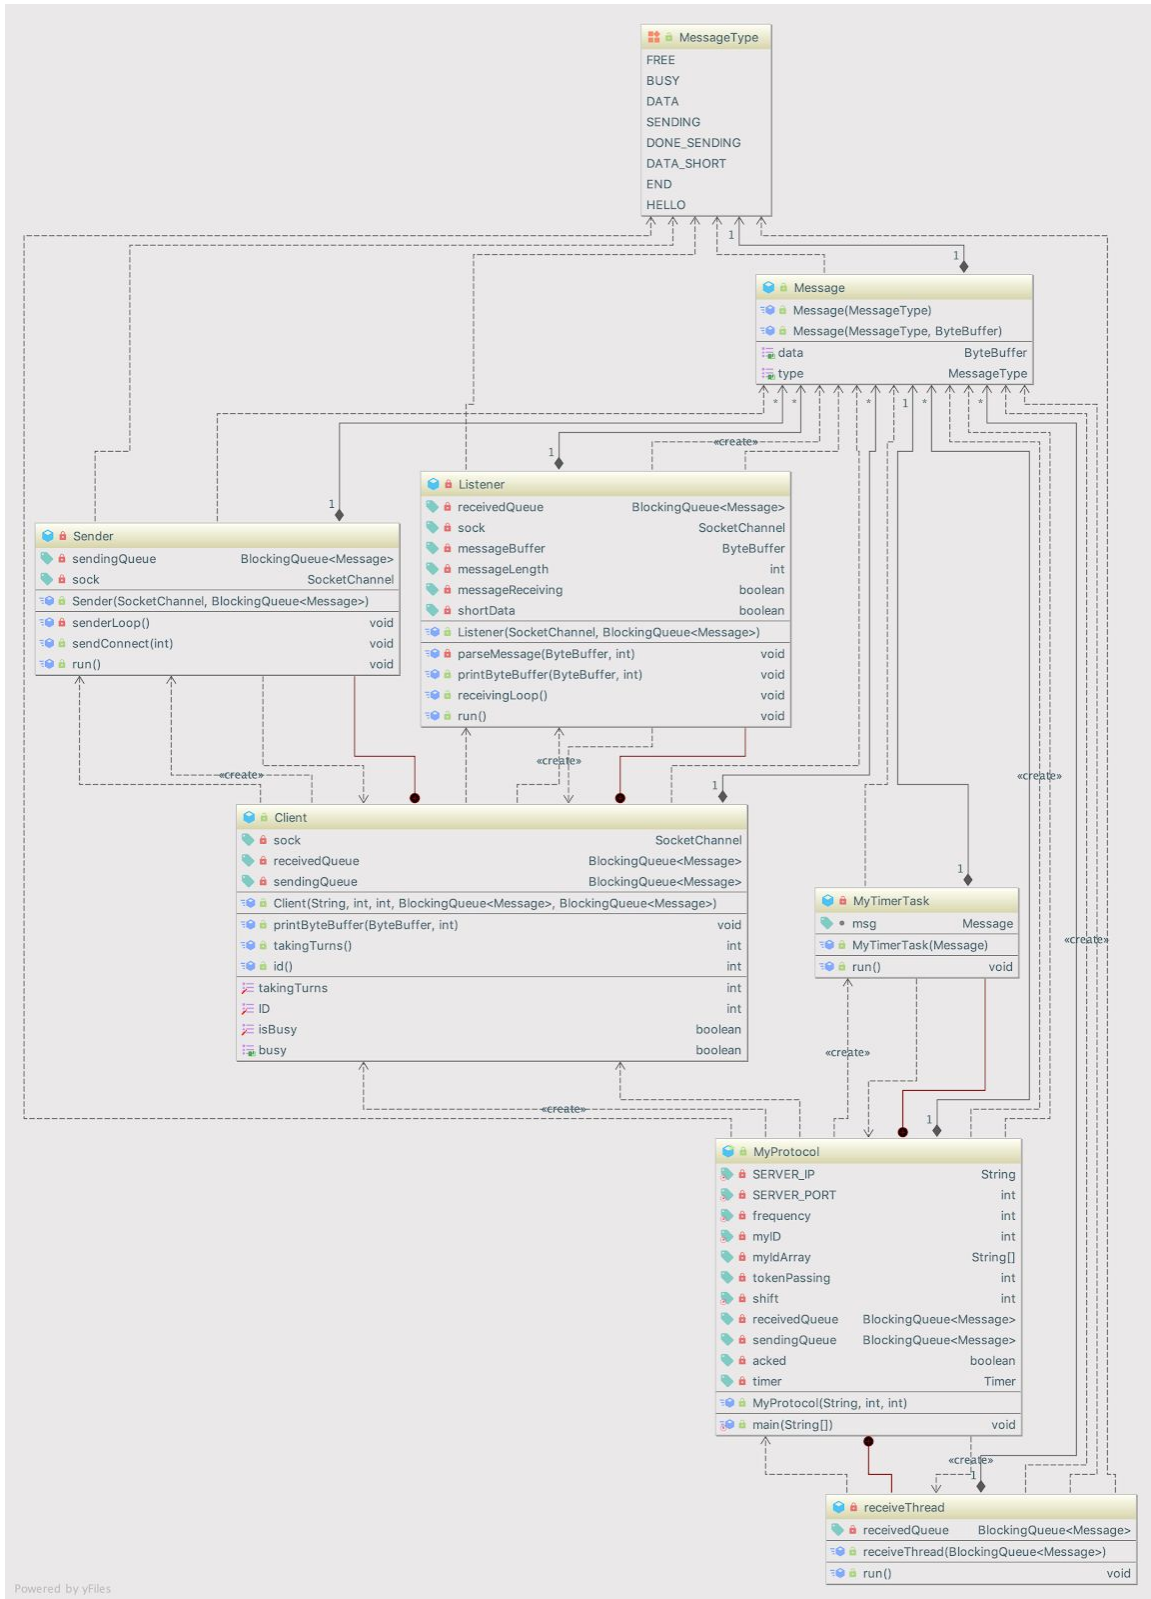 MessageType
FREE
BUSY
DATA
SENDING
DONE_SENDING
DATA_SHORT
END
HELLO
1
1
Message
Message(MessageType)
Message(MessageType, ByteBuffer)
data ByteBuffer
type MessageType
* * * 1 * *
«create»
1
Listener
receivedQueue BlockingQueue<Message>
sock SocketChannel
messageBuffer ByteBuffer
messageLength int
messageReceiving boolean
shortData boolean
Listener(SocketChannel, BlockingQueue<Message>)
parseMessage(ByteBuffer, int) void
printByteBuffer(ByteBuffer, int) void
receivingLoop() void
run() void
1
Sender
sendingQueue BlockingQueue<Message>
sock SocketChannel
Sender(SocketChannel, BlockingQueue<Message>)
senderLoop() void
sendConnect(int) void
run() void
«create»
«create»
«create»
1
Client
sock SocketChannel
receivedQueue BlockingQueue<Message>
sendingQueue BlockingQueue<Message>
Client(String, int, int, BlockingQueue<Message>, BlockingQueue<Message>)
printByteBuffer(ByteBuffer, int) void
takingTurns() int
id() int
takingTurns int
ID int
isBusy boolean
busy boolean
1
MyTimerTask
msg Message
MyTimerTask(Message)
run() void
«create»
«create»
«create»
1
MyProtocol
SERVER_IP String
SERVER_PORT int
frequency int
myID int
myIdArray String[]
tokenPassing int
shift int
receivedQueue BlockingQueue<Message>
sendingQueue BlockingQueue<Message>
acked boolean
timer Timer
MyProtocol(String, int, int)
main(String[]) void
«create»
1
receiveThread
receivedQueue BlockingQueue<Message>
receiveThread(BlockingQueue<Message>)
run() void
Powered by yFiles